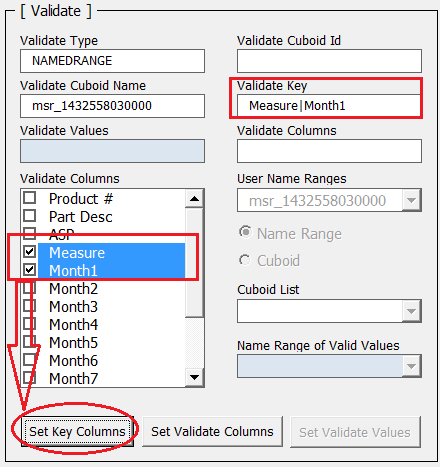 [ Validate ]
Validate Type
NAMEDRANGE
Validate Cuboid Id
Validate Cuboid Name
msr_1432558030000
Validate Key
Measure|Month1
Validate Values
Validate Columns
Validate Columns
Product #
Part Desc
ASP
Measure
Month1
Month2
Month3
Month4
Month5
Month6
Month7
User Name Ranges
msr_1432558030000
Name Range
Cuboid
Cuboid List
Name Range of Valid Values
Set Key Columns
Set Validate Columns
Set Validate Values